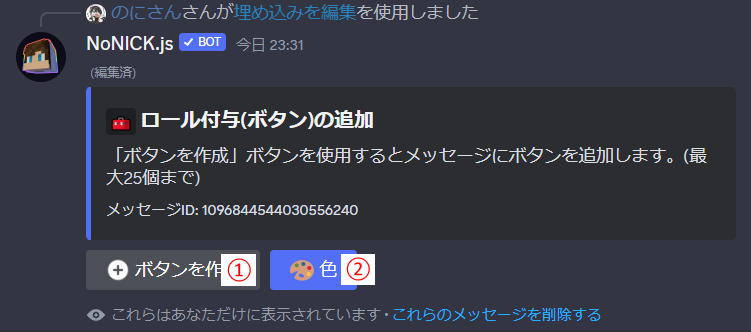 のにさんさんが埋め込みを編集を使用しました
NoNICK.js ✓ BOT 今日 23:31
(編集済)
ロール付与(ボタン)の追加
「ボタンを作成」ボタンを使用するとメッセージにボタンを追加します。(最
大25個まで)
メッセージID: 1096844544030556240
ボタンを作 ① 色 ②
これらはあなただけに表示されています・これらのメッセージを削除する